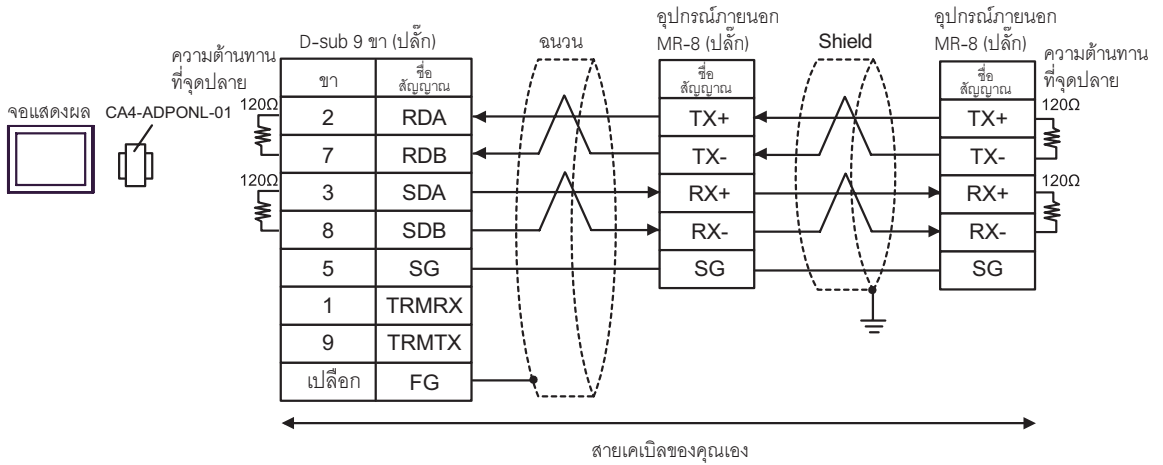 อุปกรณ์ภายนอก
อุปกรณ์ภายนอก
D-sub 9 ขา (ปลั๊ก)
ฉนวน
MR-8 (ปลั๊ก)
Shield
MR-8 (ปลั๊ก)
ความต้านทาน
ที่จุดปลาย
ความต้านทาน
ที่จุดปลาย
ขา
ชื่อ
สัญญาณ
ชื่อ
สัญญาณ
ชื่อ
สัญญาณ
จอแสดงผล
CA4-ADPONL-01
120Ω
2 RDA
TX+
TX+
120Ω
7 RDB
TX-
TX-
120Ω
3 SDA
RX+
RX+
120Ω
8 SDB
RX-
RX-
5 SG
SG
SG
1 TRMRX
9 TRMTX
เปลือก FG
สายเคเบิลของคุณเอง